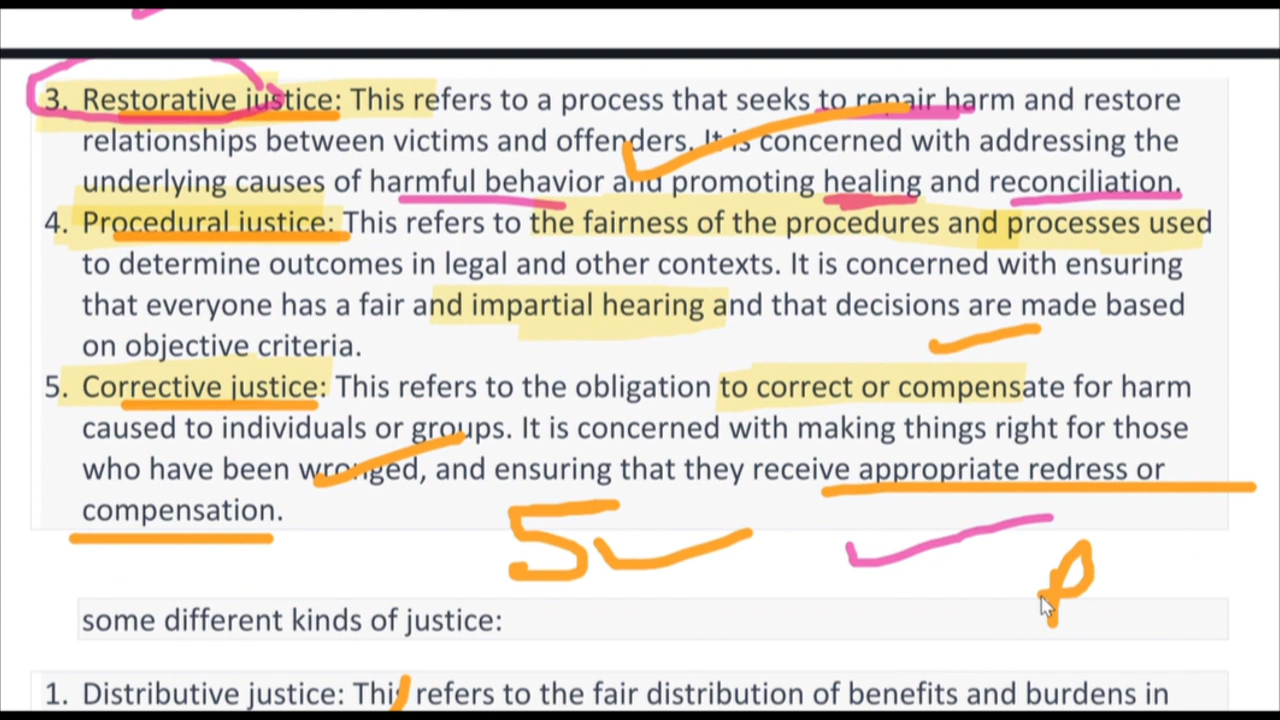 3. Restorative justice: This refers to a process that seeks to repair harm and restore
relationships between victims and offenders. It is concerned with addressing the
underlying causes of harmful behavior and promoting healing and reconciliation.
4. Procedural justice: This refers to the fairness of the procedures and processes used
to determine outcomes in legal and other contexts. It is concerned with ensuring
that everyone has a fair and impartial hearing and that decisions are made based
on objective criteria.
5. Corrective justice: This refers to the obligation to correct or compensate for harm
caused to individuals or groups. It is concerned with making things right for those
who have been wronged, and ensuring that they receive appropriate redress or
compensation.
5
some different kinds of justice:
1. Distributive justice: This refers to the fair distribution of benefits and burdens in